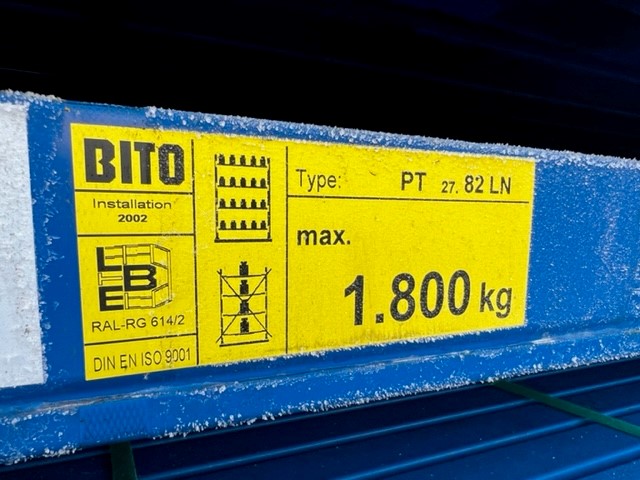 BITO
Installation
2002
LBE
RAL-RG 614/2
DIN EN ISO 9001
Type: PT 27. 82 LN
max.
1.800 kg